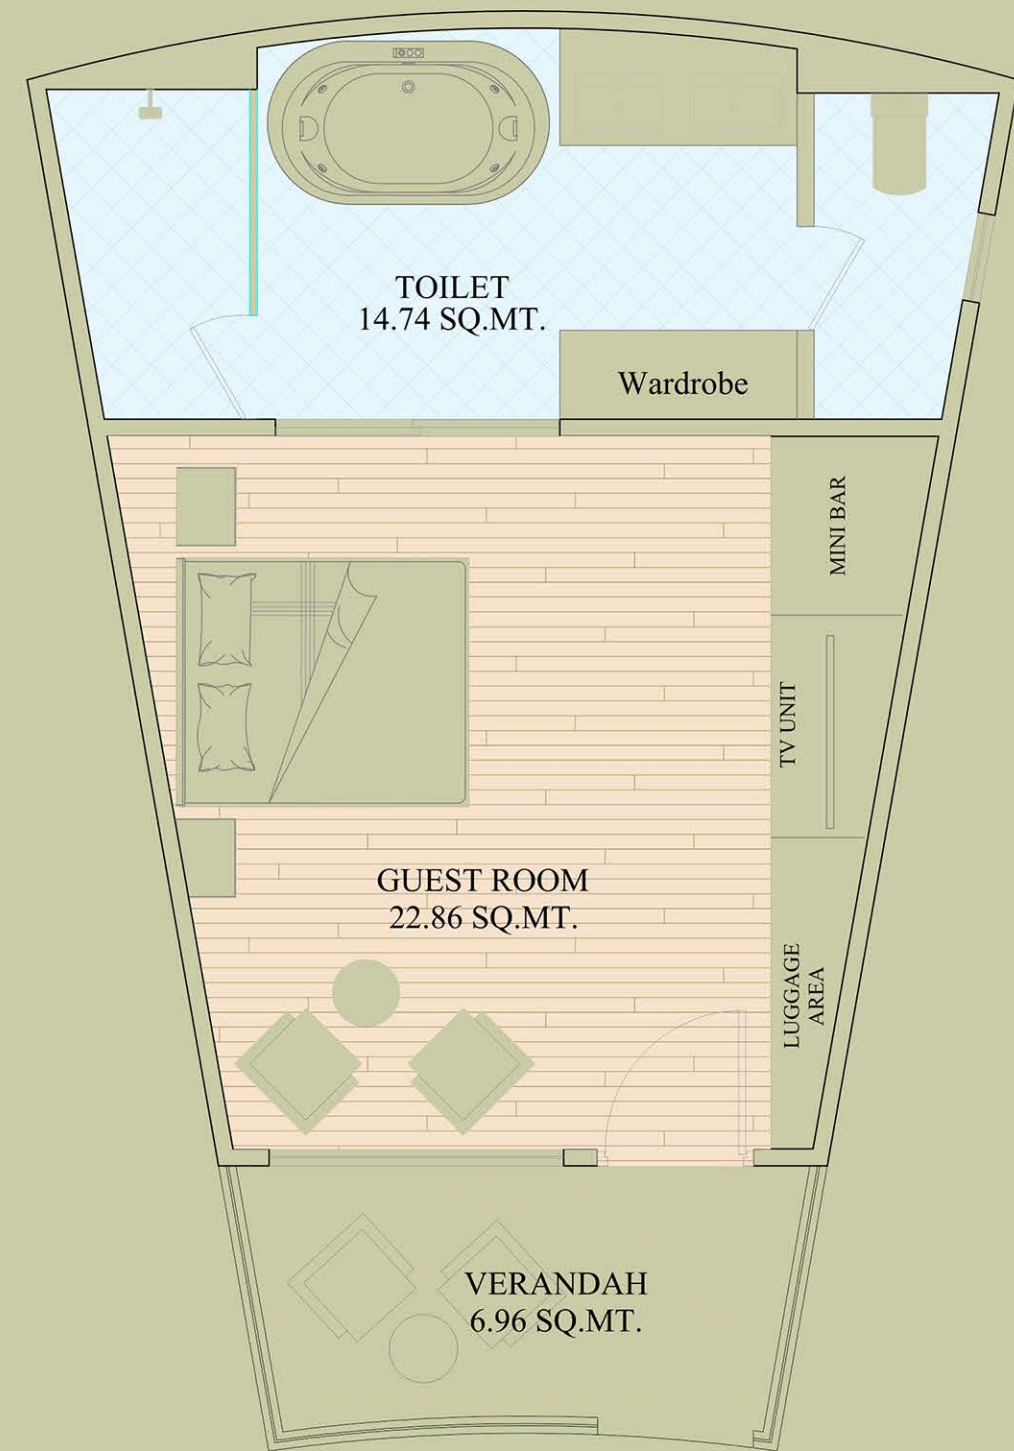 TOILET
14.74 SQ.MT.
Wardrobe
MINI BAR
TV UNIT
GUEST ROOM
22.86 SQ.MT.
LUGGAGE
AREA
VERANDAH
6.96 SQ.MT.